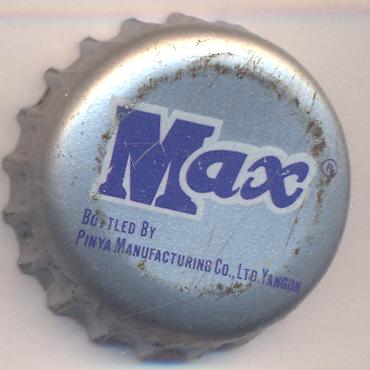 Max ®
BOTTLED BY
PINYA MANUFACTURING CO., LTD. YANGON